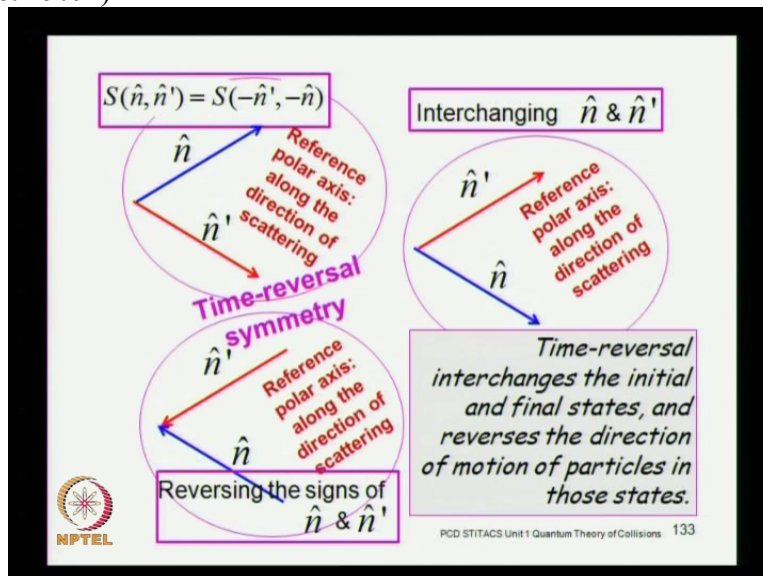 S(n̂, n̂') = S(-n̂', -n̂)
n̂
n̂'
Reference
polar axis:
along the
direction of
scattering
Interchanging n̂ & n̂'
n̂'
n̂
Reference
polar axis:
along the
direction of
scattering
Time-reversal
symmetry
n̂'
n̂
Reference
polar axis:
along the
direction of
scattering
Reversing the signs of
n̂ & n̂'
Time-reversal
interchanges the initial
and final states, and
reverses the direction
of motion of particles in
those states.
NPTEL
PCD STiTACS Unit 1 Quantum Theory of Collisions 133